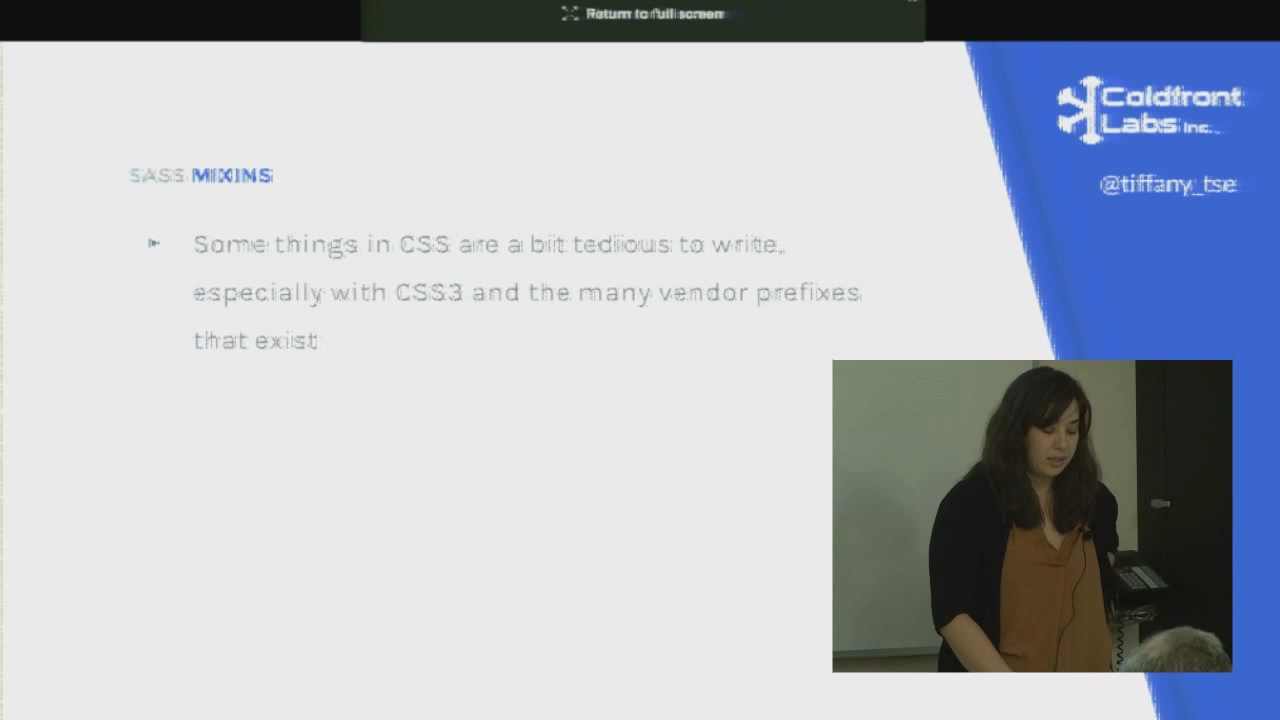 Return to full screen
Coldfront
Labs Inc.
@tiffany_tse
SASS MIXINS
Some things in CSS are a bit tedious to write,
especially with CSS3 and the many vendor prefixes
that exist